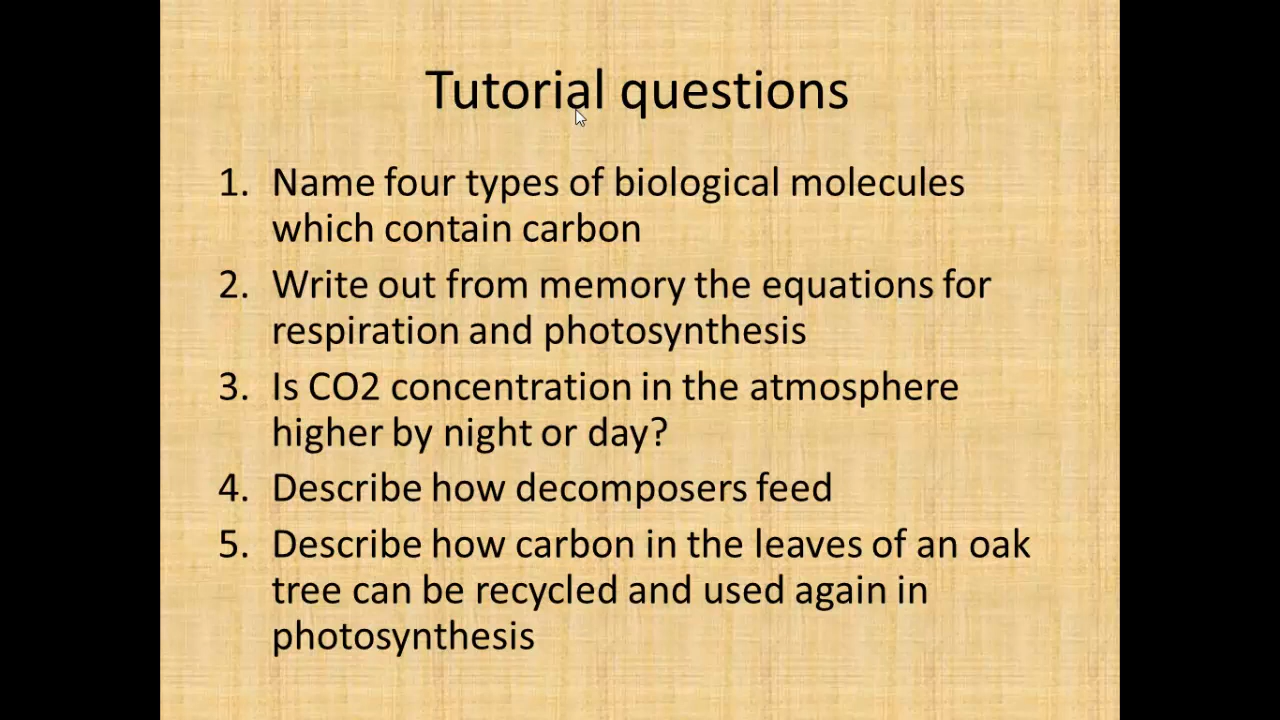 Tutorial questions
1. Name four types of biological molecules
which contain carbon
2. Write out from memory the equations for
respiration and photosynthesis
3. Is CO2 concentration in the atmosphere
higher by night or day?
4. Describe how decomposers feed
5. Describe how carbon in the leaves of an oak
tree can be recycled and used again in
photosynthesis